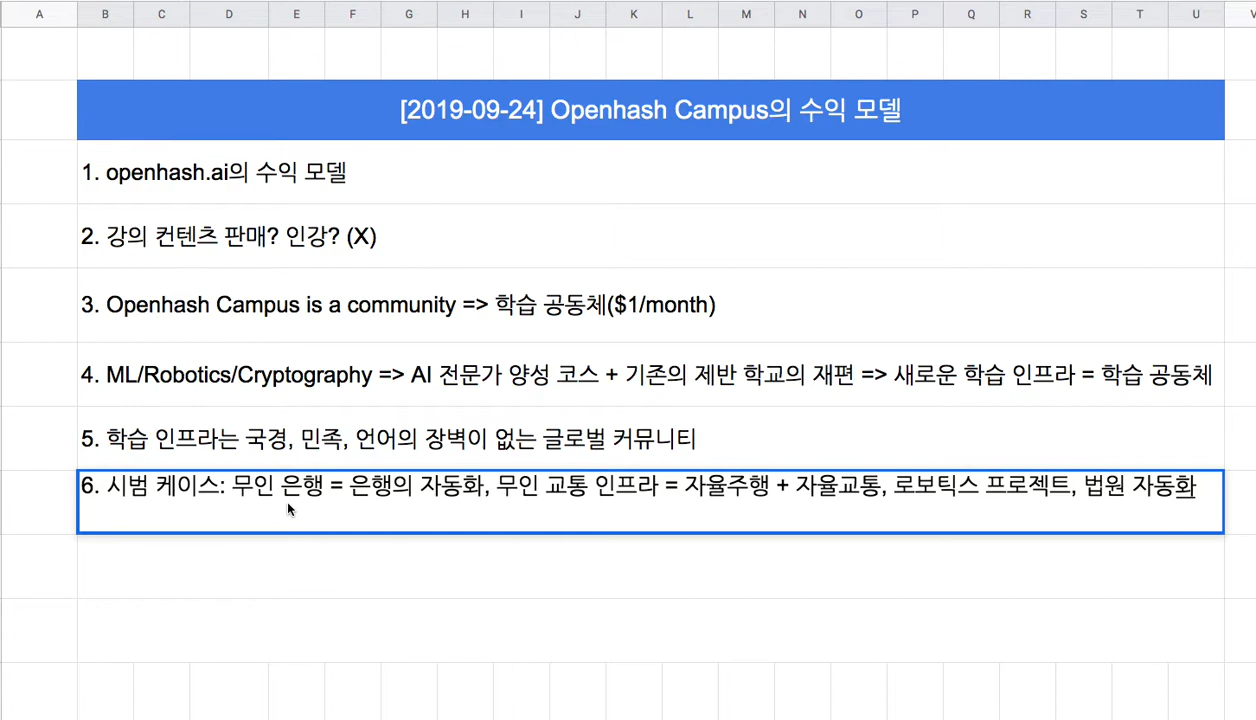 A B C D E F G H I J K L M N O P Q R S T U
[2019-09-24] Openhash Campus의 수익 모델
1. openhash.ai의 수익 모델
2. 강의 컨텐츠 판매? 인강? (X)
3. Openhash Campus is a community => 학습 공동체($1/month)
4. ML/Robotics/Cryptography => AI 전문가 양성 코스 + 기존의 제반 학교의 재편 => 새로운 학습 인프라 = 학습 공동체
5. 학습 인프라는 국경, 민족, 언어의 장벽이 없는 글로벌 커뮤니티
6. 시범 케이스: 무인 은행 = 은행의 자동화, 무인 교통 인프라 = 자율주행 + 자율교통, 로보틱스 프로젝트, 법원 자동화